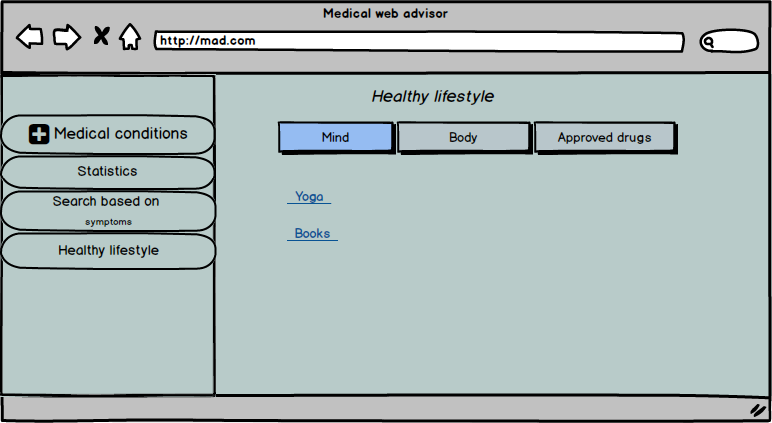 Medical web advisor
http://mad.com
Healthy lifestyle
Mind Body Approved drugs
Medical conditions
Statistics
Search based on
symptoms
Healthy lifestyle
Yoga
Books